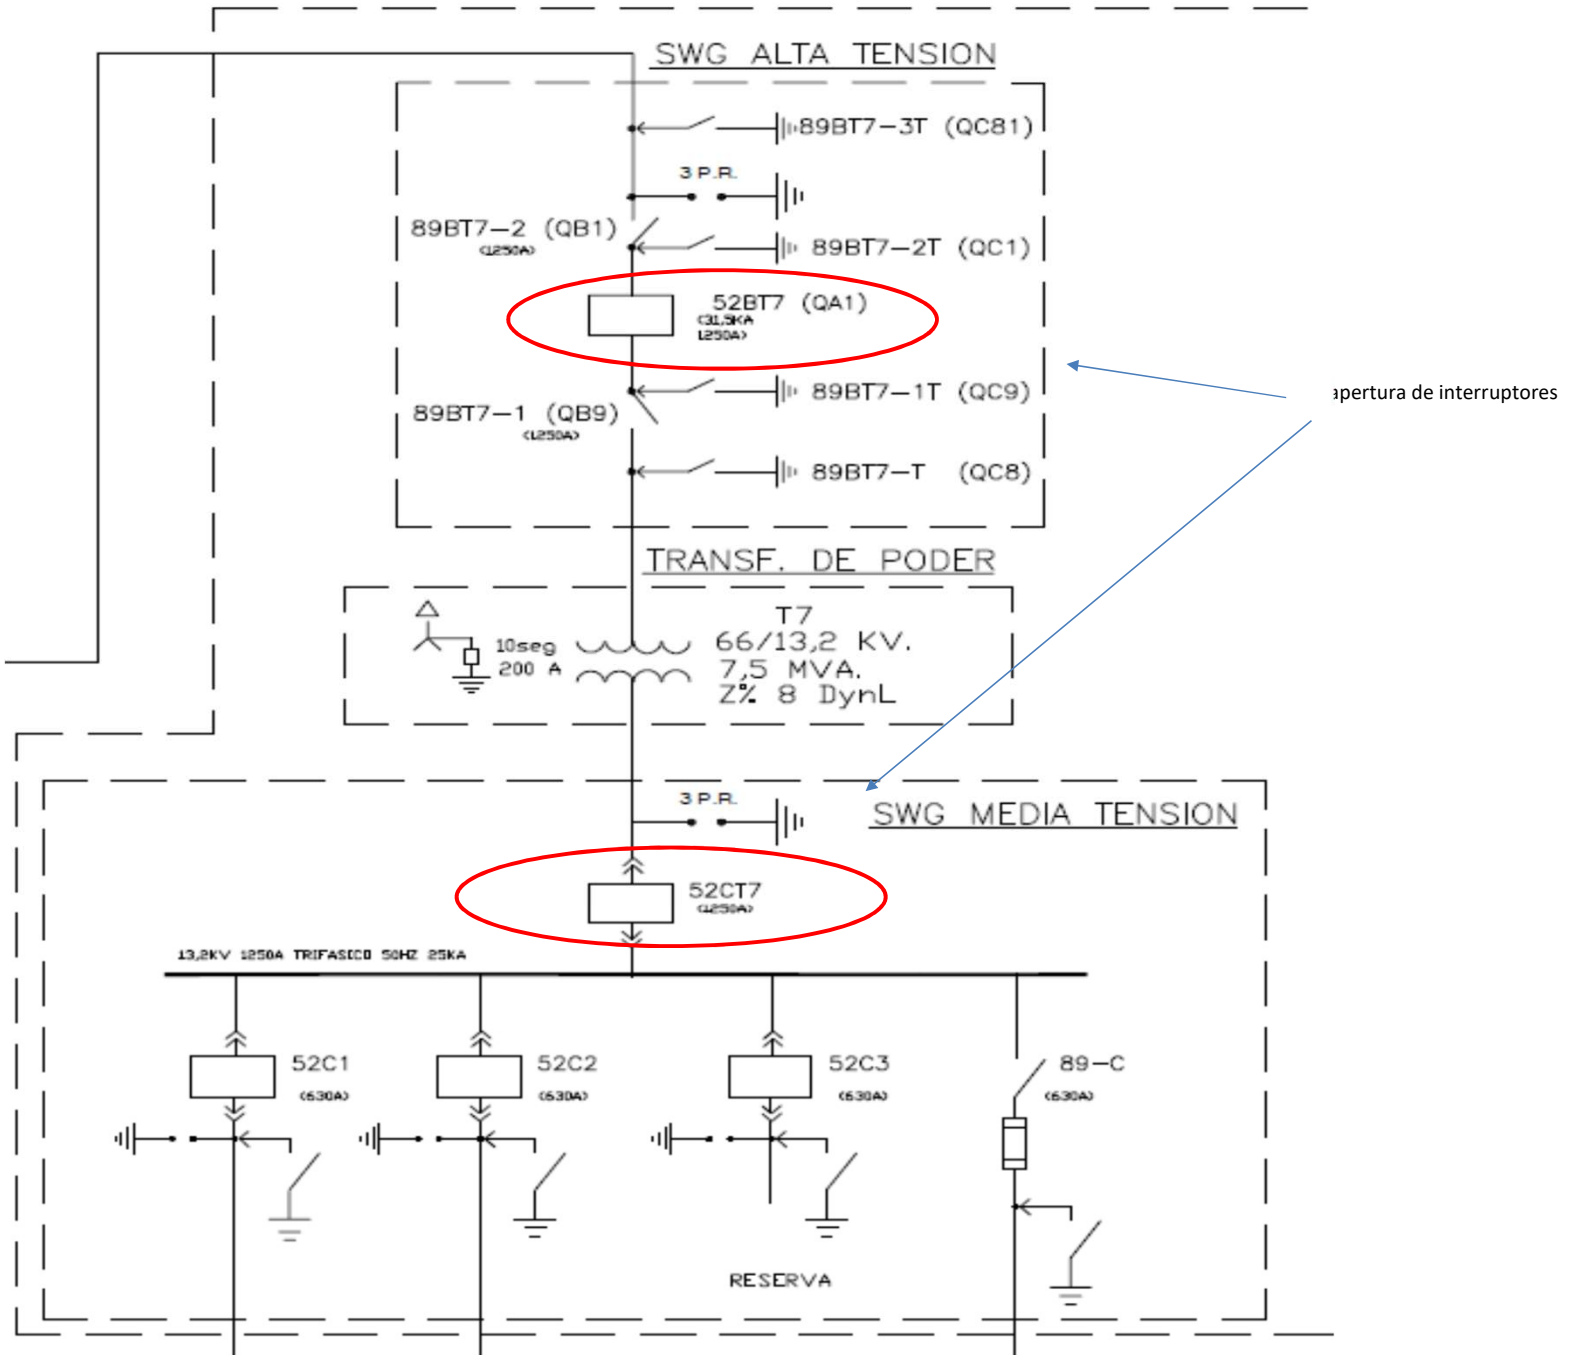 SWG ALTA TENSION
89BT7-3T (QC81)
3 P.R.
89BT7-2 (QB1)
(1250A)
89BT7-2T (QC1)
52BT7 (QA1)
(31,5KA
1250A)
89BT7-1T (QC9)
89BT7-1 (QB9)
(1250A)
apertura de interruptores
89BT7-T (QC8)
TRANSF. DE PODER
T7
66/13,2 KV.
7,5 MVA.
Z% 8 DynL
10seg
200 A
3 P.R.
SWG MEDIA TENSION
52CT7
(1250A)
13,2KV 1250A TRIFASICO 50HZ 25KA
52C1
(630A)
52C2
(630A)
52C3
(630A)
89-C
(630A)
RESERVA